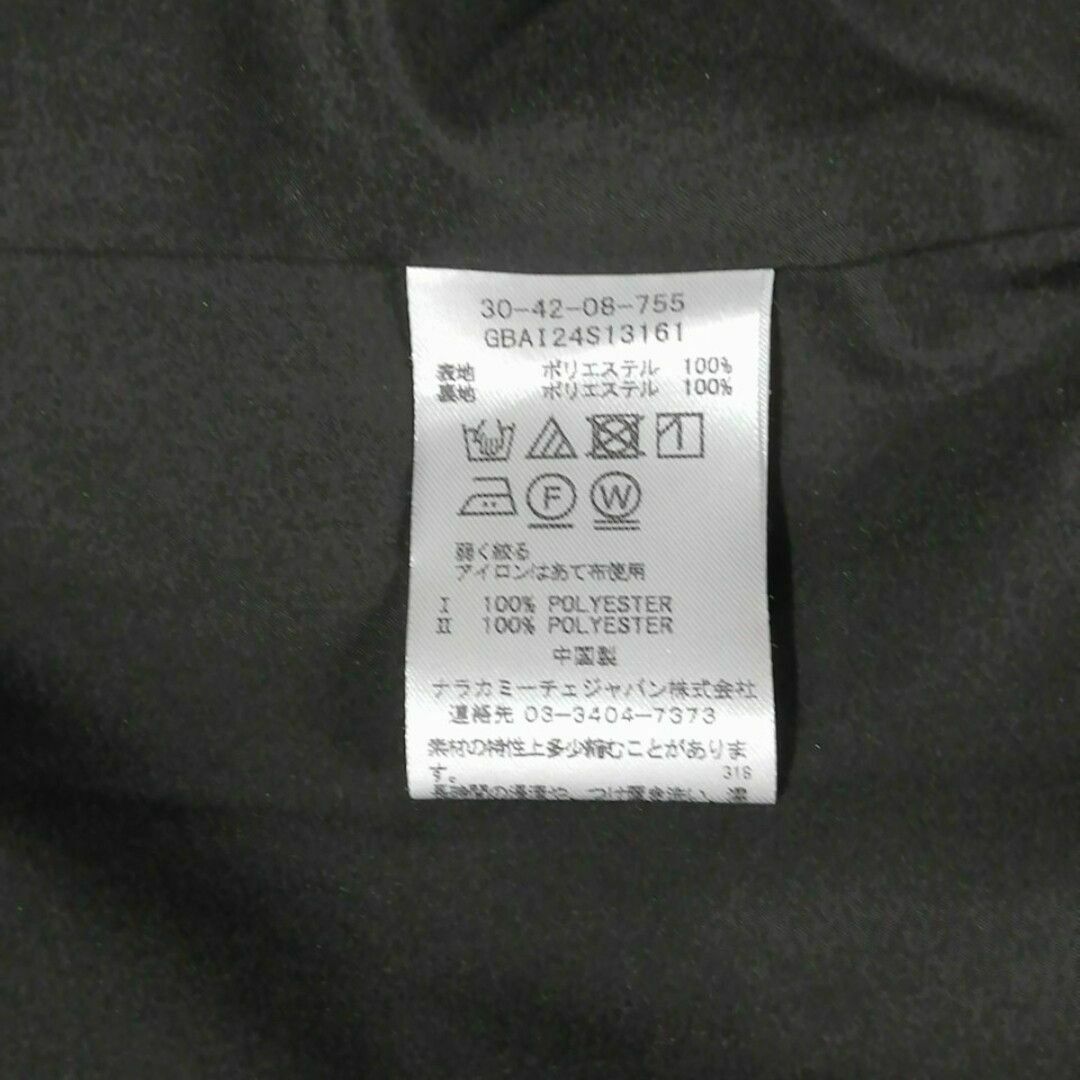 30-42-08-755
GBAI24S13161
表地 ポリエステル 100%
裏地 ポリエステル 100%
F W
弱く絞る
アイロンはあて布使用
I 100% POLYESTER
II 100% POLYESTER
中国製
ナラカミーチェジャパン株式会社
連絡先 03-3404-7373
素材の特性上多少縮むことがありま
す。 318